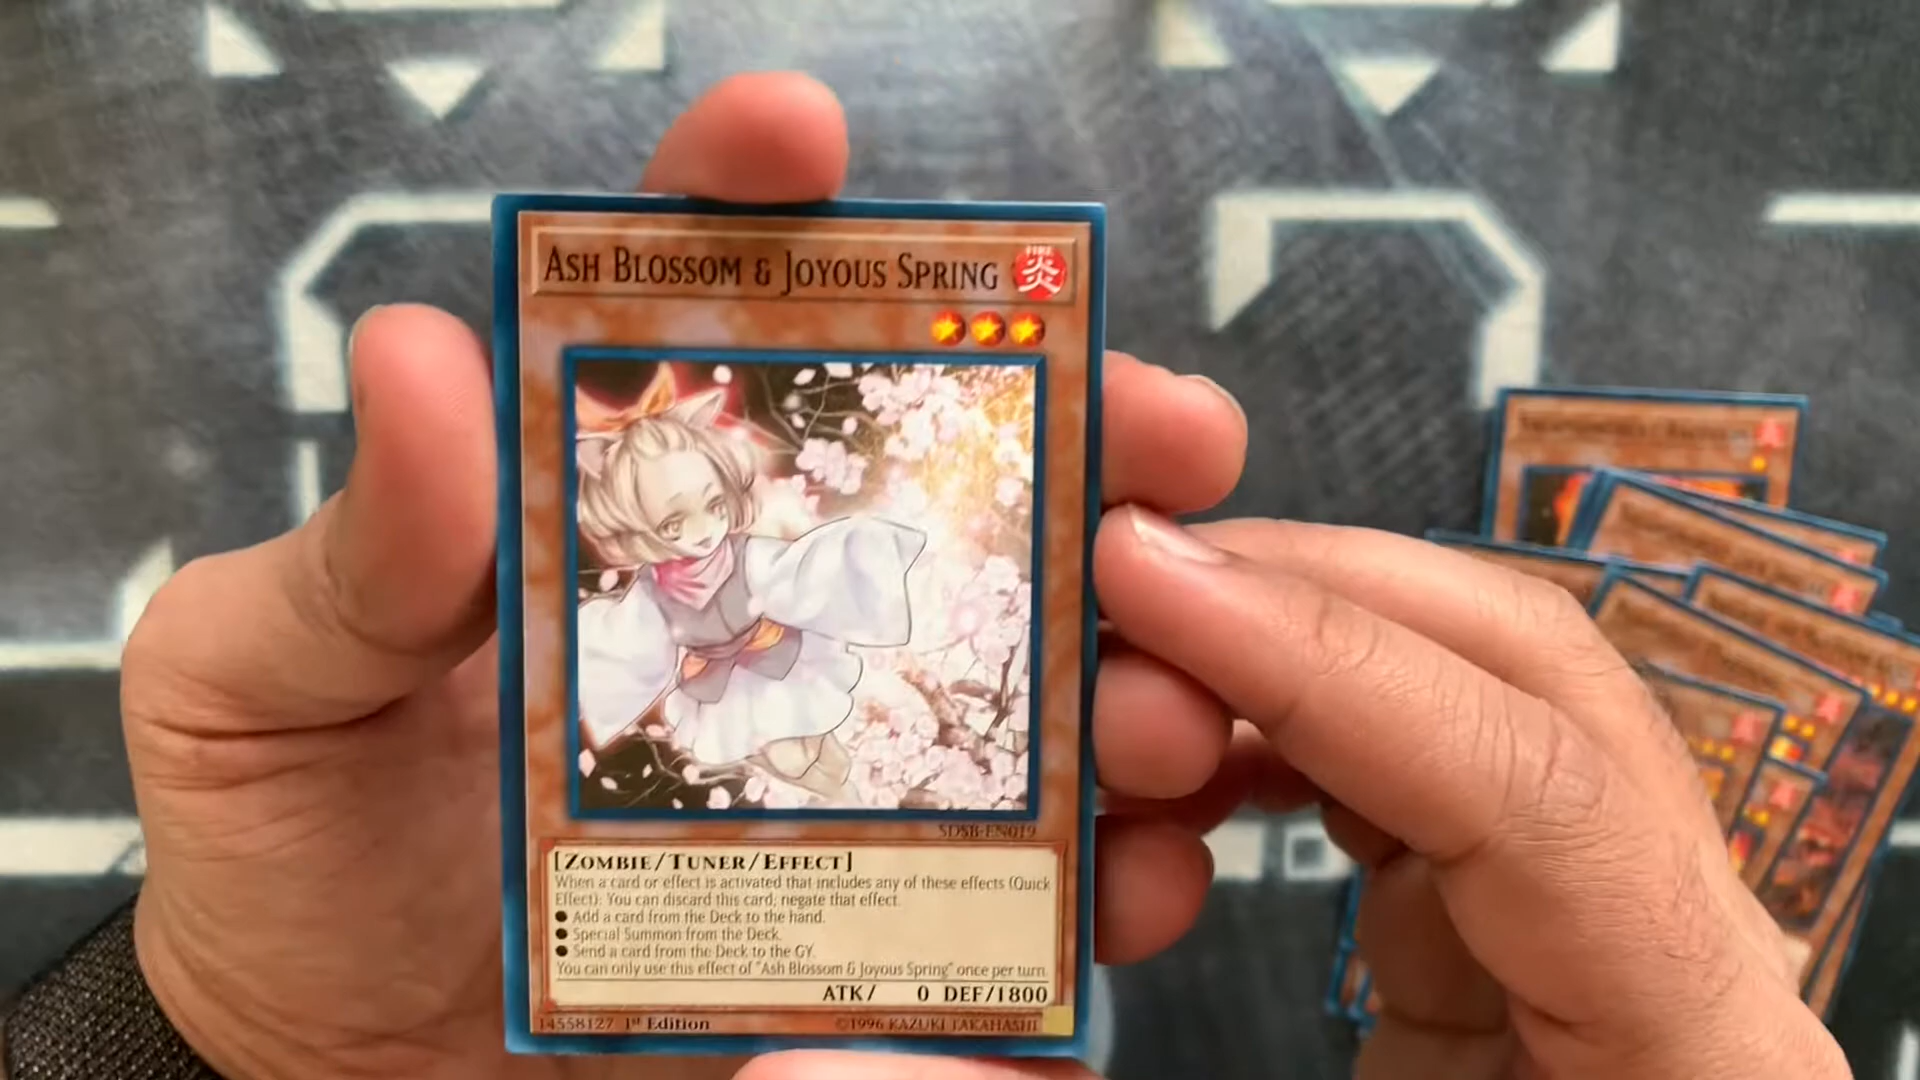 ASH BLOSSOM & JOYOUS SPRING
FIRE
炎
SDSB-EN019
[ZOMBIE/TUNER/EFFECT]
When a card or effect is activated that includes any of these effects (Quick
Effect): You can discard this card; negate that effect.
● Add a card from the Deck to the hand.
● Special Summon from the Deck.
● Send a card from the Deck to the GY.
You can only use this effect of "Ash Blossom & Joyous Spring" once per turn.
ATK/ 0 DEF/1800
14558127 1st Edition
©1996 KAZUKI TAKAHASHI